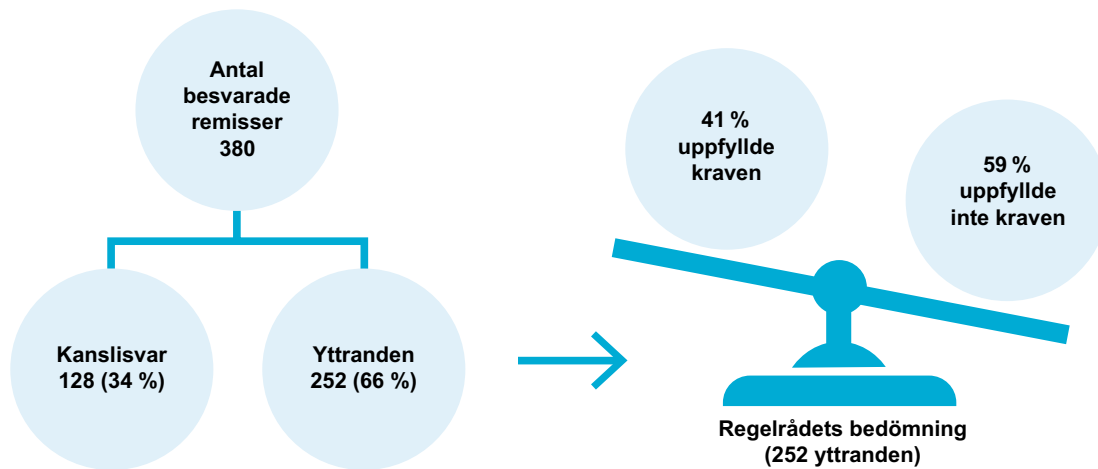 Antal
besvarade
remisser
380
Kanslisvar
128 (34 %)
Yttranden
252 (66 %)
41 %
uppfyllde
kraven
59 %
uppfyllde
inte kraven
Regelrådets bedömning
(252 yttranden)